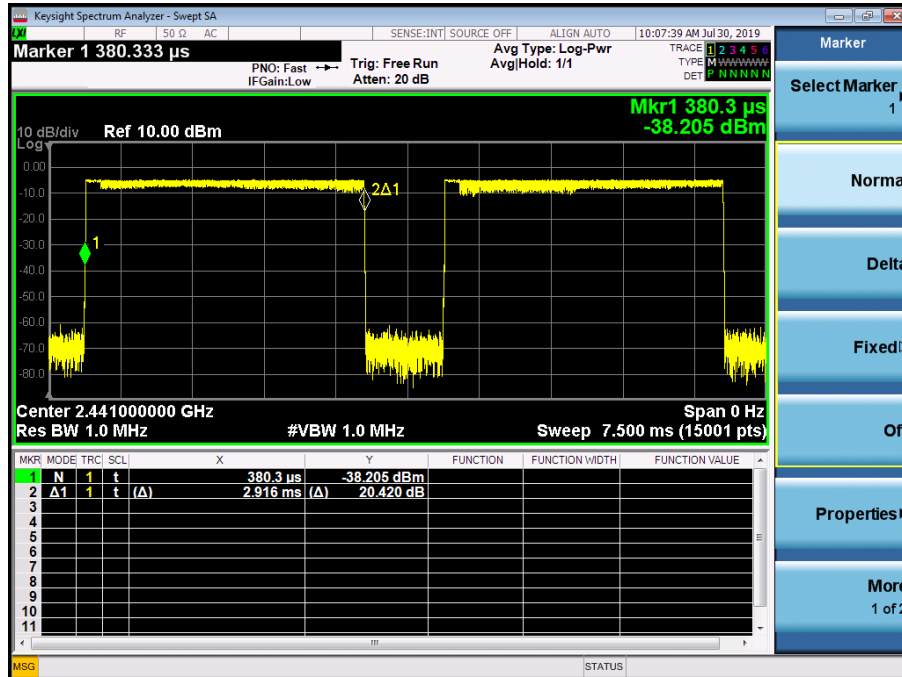 Keysight Spectrum Analyzer - Swept SA
LXI RF 50 Ω AC SENSE:INT SOURCE OFF ALIGN AUTO 10:07:39 AM Jul 30, 2019
Marker 1 380.333 µs
PNO: Fast
IFGain:Low
Trig: Free Run
Atten: 20 dB
Avg Type: Log-Pwr
Avg|Hold: 1/1
TRACE 1 2 3 4 5 6
TYPE M WWWWW
DET P N N N N N
Mkr1 380.3 µs
-38.205 dBm
10 dB/div Ref 10.00 dBm
Log
0.00
-10.0
-20.0
-30.0
-40.0
-50.0
-60.0
-70.0
-80.0
1
2Δ1
Center 2.441000000 GHz Span 0 Hz
Res BW 1.0 MHz #VBW 1.0 MHz Sweep 7.500 ms (15001 pts)
MKR MODE TRC SCL X Y FUNCTION FUNCTION WIDTH FUNCTION VALUE
1 N 1 t 380.3 µs -38.205 dBm
2 Δ1 1 t (Δ) 2.916 ms (Δ) 20.420 dB
3
4
5
6
7
8
9
10
11
MSG STATUS
Marker
Select Marker
1
Norma
Delta
Fixed
Of
Properties
More
1 of 2